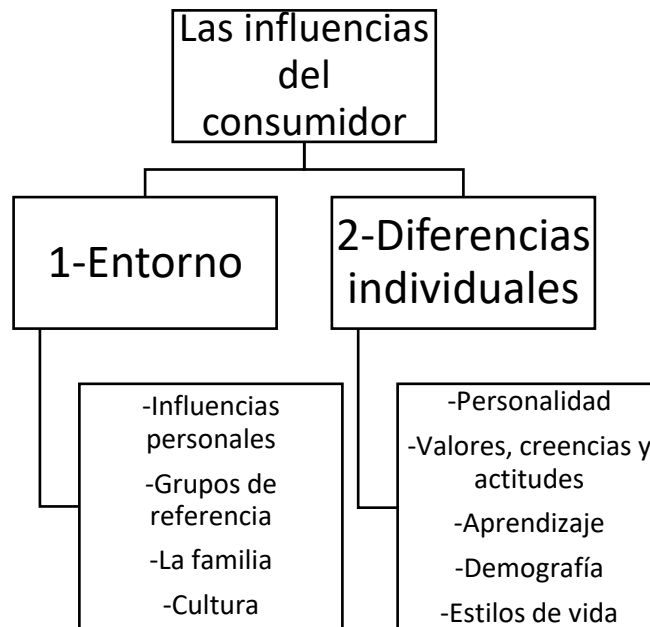 Las influencias
del
consumidor
1-Entorno
2-Diferencias
individuales
-Influencias
personales
-Grupos de
referencia
-La familia
-Cultura
-Personalidad
-Valores, creencias y
actitudes
-Aprendizaje
-Demografía
-Estilos de vida